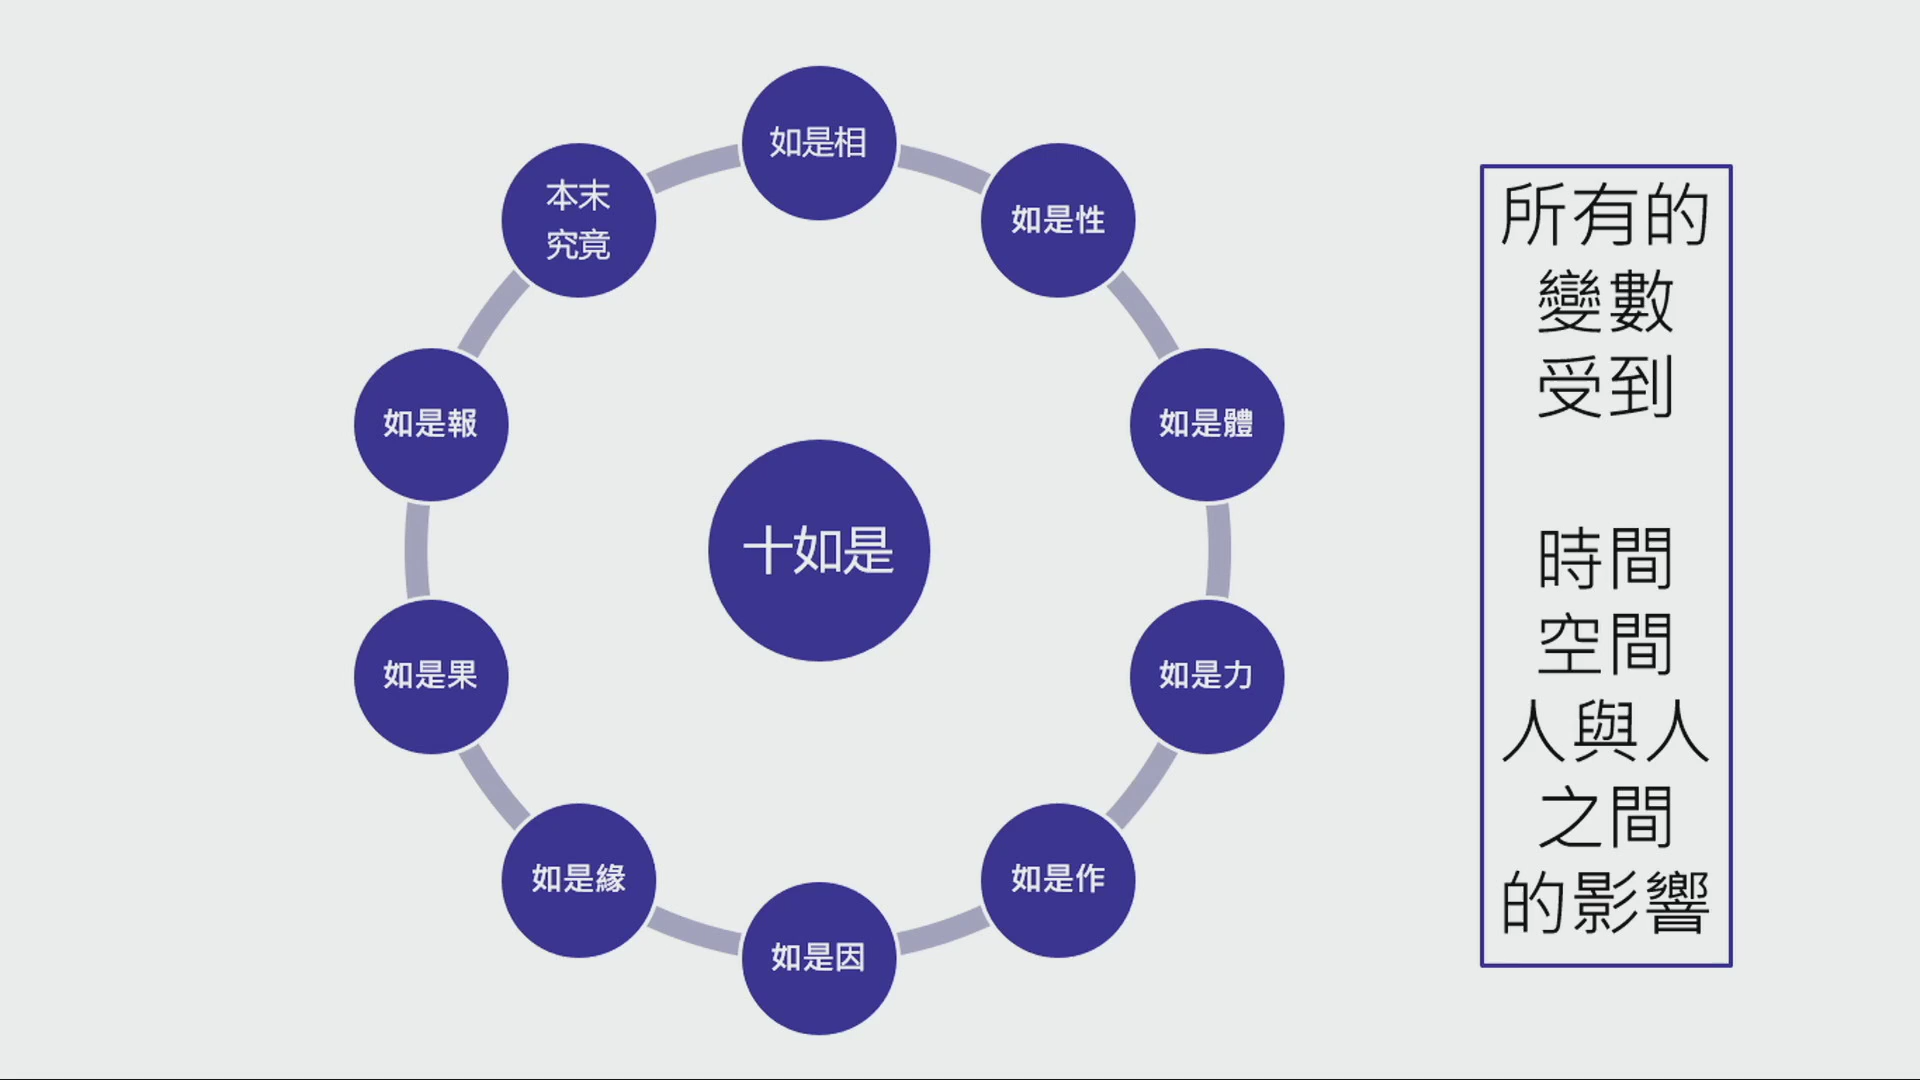 如是相
如是性
如是體
如是力
如是作
如是因
如是緣
如是果
如是報
本末
究竟
十如是
所有的
變數
受到
時間
空間
人與人
之間
的影響